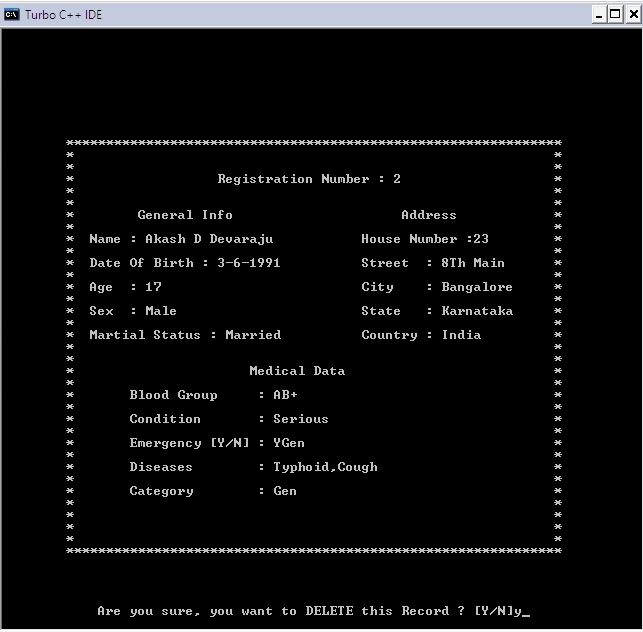 Turbo C++ IDE
*************************************************************
Registration Number : 2
General Info Address
Name : Akash D Devaraju House Number :23
Date Of Birth : 3-6-1991 Street : 8Th Main
Age : 17 City : Bangalore
Sex : Male State : Karnataka
Martial Status : Married Country : India
Medical Data
Blood Group : AB+
Condition : Serious
Emergency [Y/N] : YGen
Diseases : Typhoid,Cough
Category : Gen
*************************************************************
Are you sure, you want to DELETE this Record ? [Y/N]y_